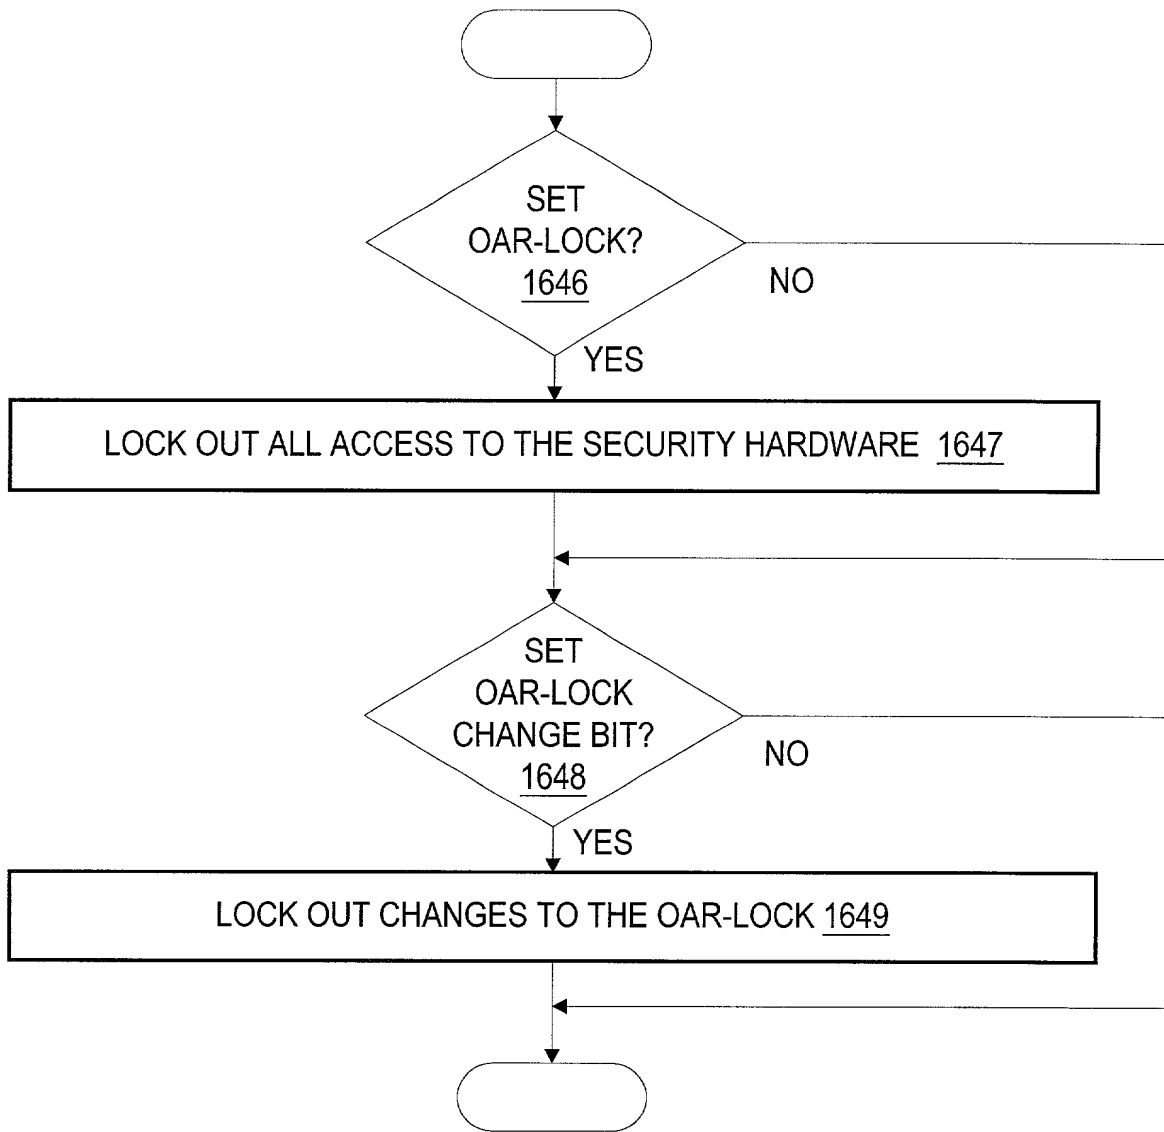 SET
OAR-LOCK?
1646
NO
YES
LOCK OUT ALL ACCESS TO THE SECURITY HARDWARE 1647
SET
OAR-LOCK
CHANGE BIT?
1648
NO
YES
LOCK OUT CHANGES TO THE OAR-LOCK 1649